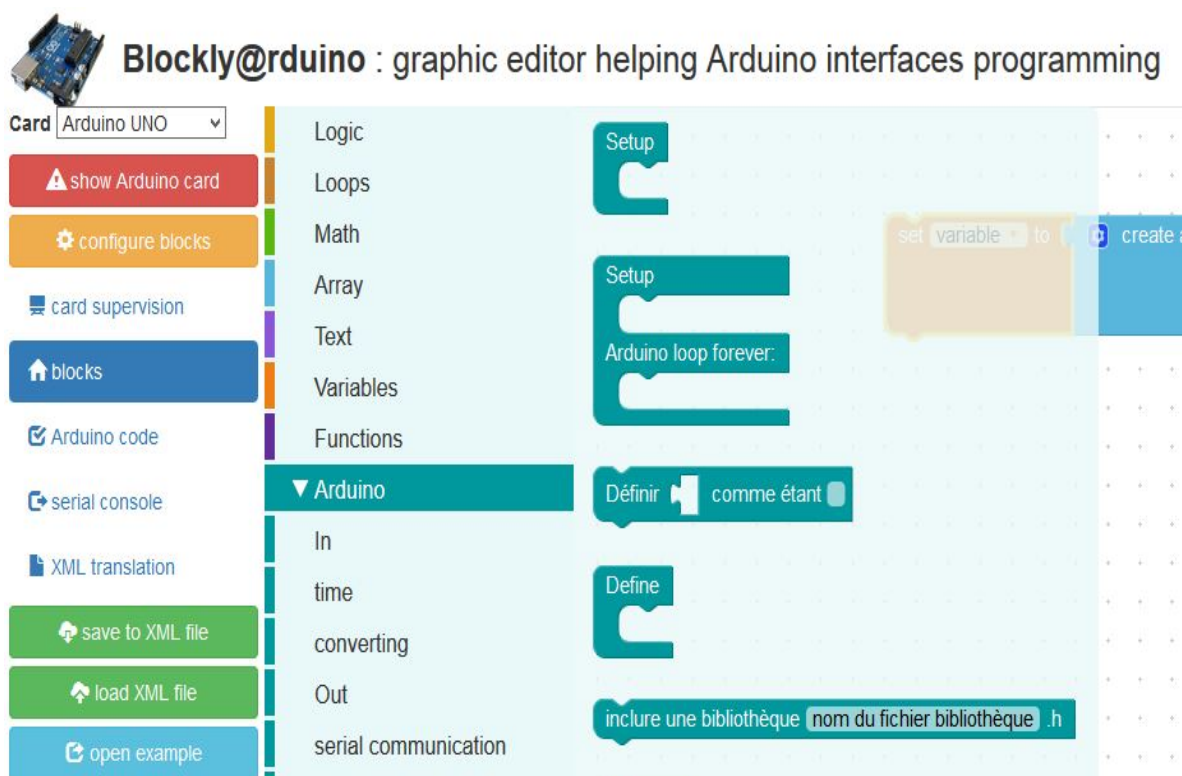 Blockly@rduino : graphic editor helping Arduino interfaces programming
Card Arduino UNO
show Arduino card
configure blocks
card supervision
blocks
Arduino code
serial console
XML translation
save to XML file
load XML file
open example
Logic
Loops
Math
Array
Text
Variables
Functions
Arduino
In
time
converting
Out
serial communication
Setup
Setup
Arduino loop forever:
Définir comme étant
Define
inclure une bibliothèque nom du fichier bibliothèque .h
set variable to create a